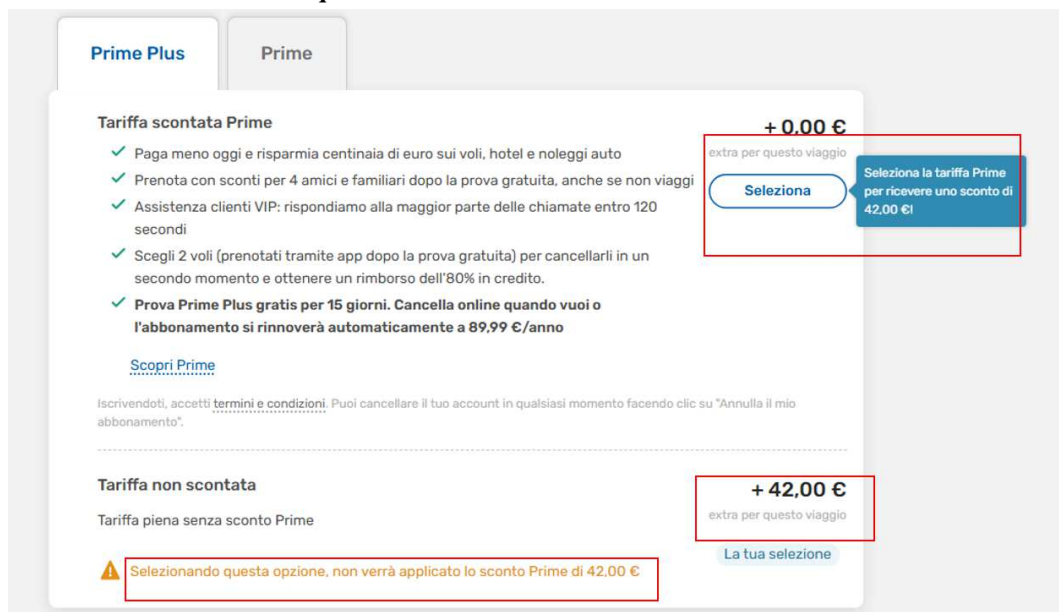 Prime Plus
Prime
Tariffa scontata Prime
+ 0,00 €
extra per questo viaggio
Paga meno oggi e risparmia centinaia di euro sui voli, hotel e noleggi auto
Prenota con sconti per 4 amici e familiari dopo la prova gratuita, anche se non viaggi
Seleziona
Seleziona la tariffa Prime
per ricevere uno sconto di
42,00 €!
Assistenza clienti VIP: rispondiamo alla maggior parte delle chiamate entro 120
secondi
Scegli 2 voli (prenotati tramite app dopo la prova gratuita) per cancellarli in un
secondo momento e ottenere un rimborso dell'80% in credito.
Prova Prime Plus gratis per 15 giorni. Cancella online quando vuoi o
l'abbonamento si rinnoverà automaticamente a 89,99 €/anno
Scopri Prime
Iscrivendoti, accetti termini e condizioni. Puoi cancellare il tuo account in qualsiasi momento facendo clic su "Annulla il mio
abbonamento".
Tariffa non scontata
+ 42,00 €
extra per questo viaggio
Tariffa piena senza sconto Prime
La tua selezione
Selezionando questa opzione, non verrà applicato lo sconto Prime di 42,00 €